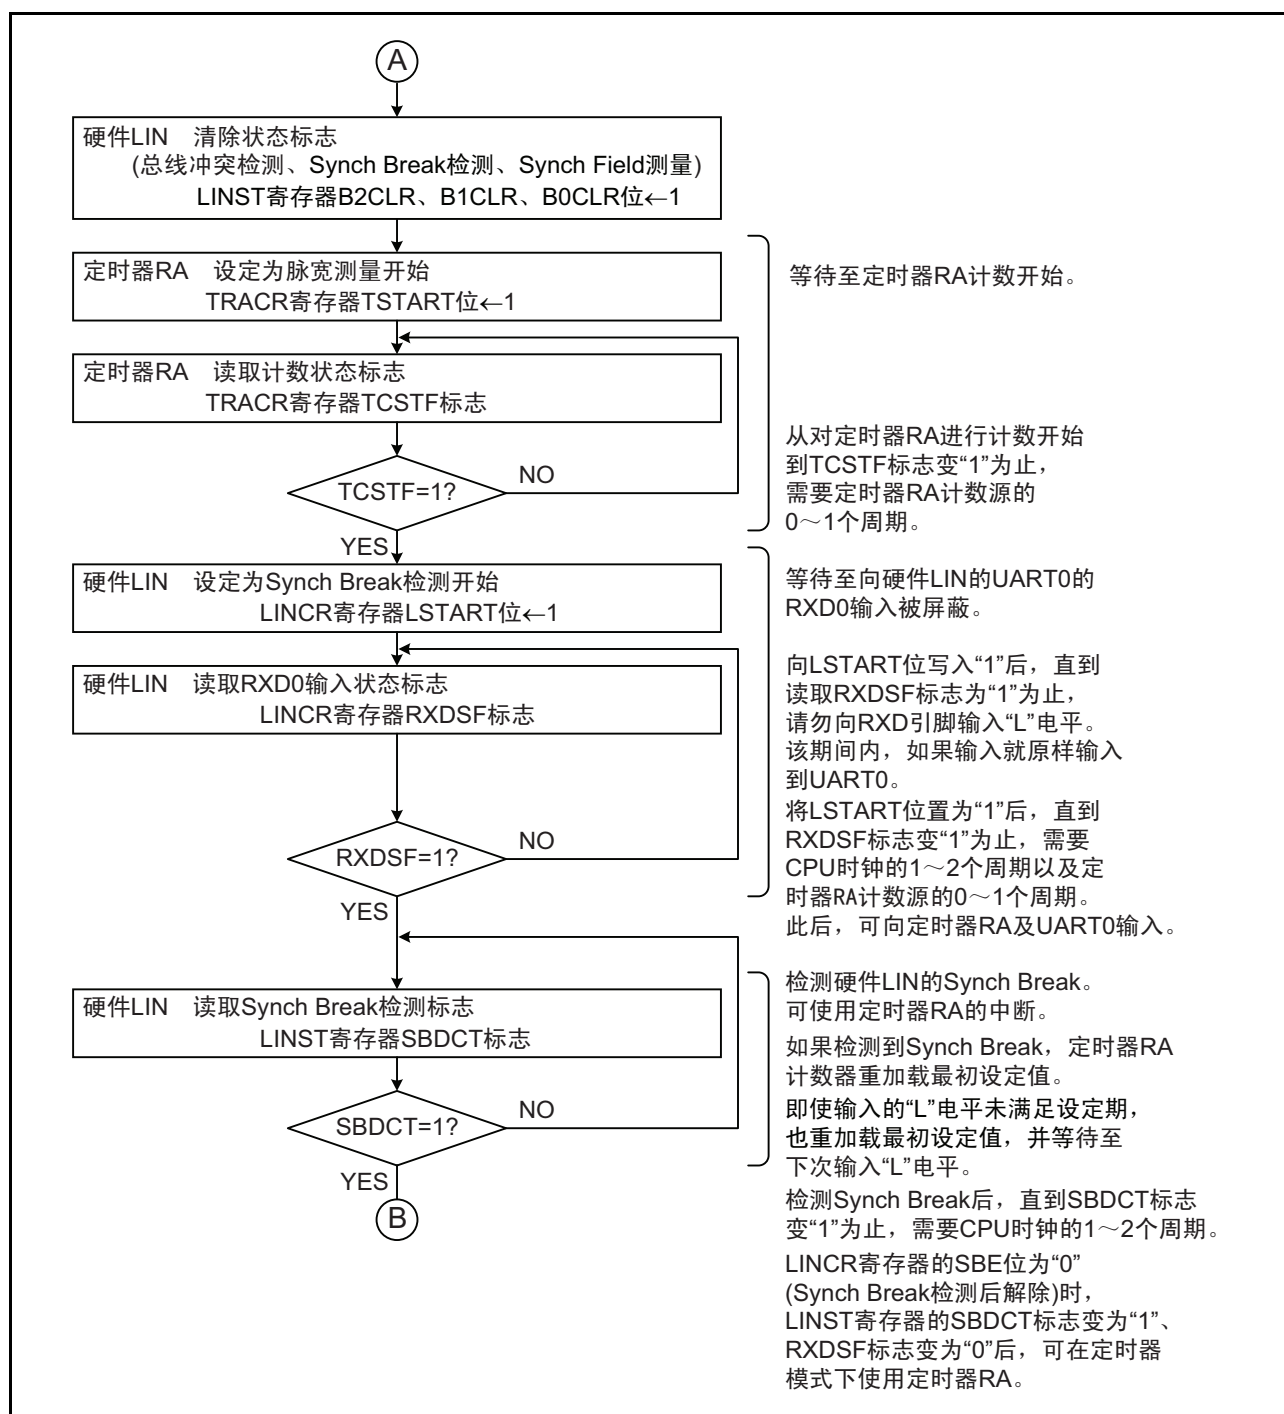 A
硬件LIN 清除状态标志
(总线冲突检测、Synch Break检测、Synch Field测量)
LINST寄存器B2CLR、B1CLR、B0CLR位←1
定时器RA 设定为脉宽测量开始
TRACR寄存器TSTART位←1
等待至定时器RA计数开始。
定时器RA 读取计数状态标志
TRACR寄存器TCSTF标志
TCSTF=1?
NO
YES
从对定时器RA进行计数开始
到TCSTF标志变“1”为止，
需要定时器RA计数源的
0～1个周期。
硬件LIN 设定为Synch Break检测开始
LINCR寄存器LSTART位←1
等待至向硬件LIN的UART0的
RXD0输入被屏蔽。
硬件LIN 读取RXD0输入状态标志
LINCR寄存器RXDSF标志
RXDSF=1?
NO
YES
向LSTART位写入“1”后，直到
读取RXDSF标志为“1”为止，
请勿向RXD引脚输入“L”电平。
该期间内，如果输入就原样输入
到UART0。
将LSTART位置为“1”后，直到
RXDSF标志变“1”为止，需要
CPU时钟的1～2个周期以及定
时器RA计数源的0～1个周期。
此后，可向定时器RA及UART0输入。
硬件LIN 读取Synch Break检测标志
LINST寄存器SBDCT标志
SBDCT=1?
NO
YES
B
检测硬件LIN的Synch Break。
可使用定时器RA的中断。
如果检测到Synch Break，定时器RA
计数器重加载最初设定值。
即使输入的“L”电平未满足设定期，
也重加载最初设定值，并等待至
下次输入“L”电平。
检测Synch Break后，直到SBDCT标志
变“1”为止，需要CPU时钟的1～2个周期。
LINCR寄存器的SBE位为“0”
(Synch Break检测后解除)时，
LINST寄存器的SBDCT标志变为“1”、
RXDSF标志变为“0”后，可在定时器
模式下使用定时器RA。